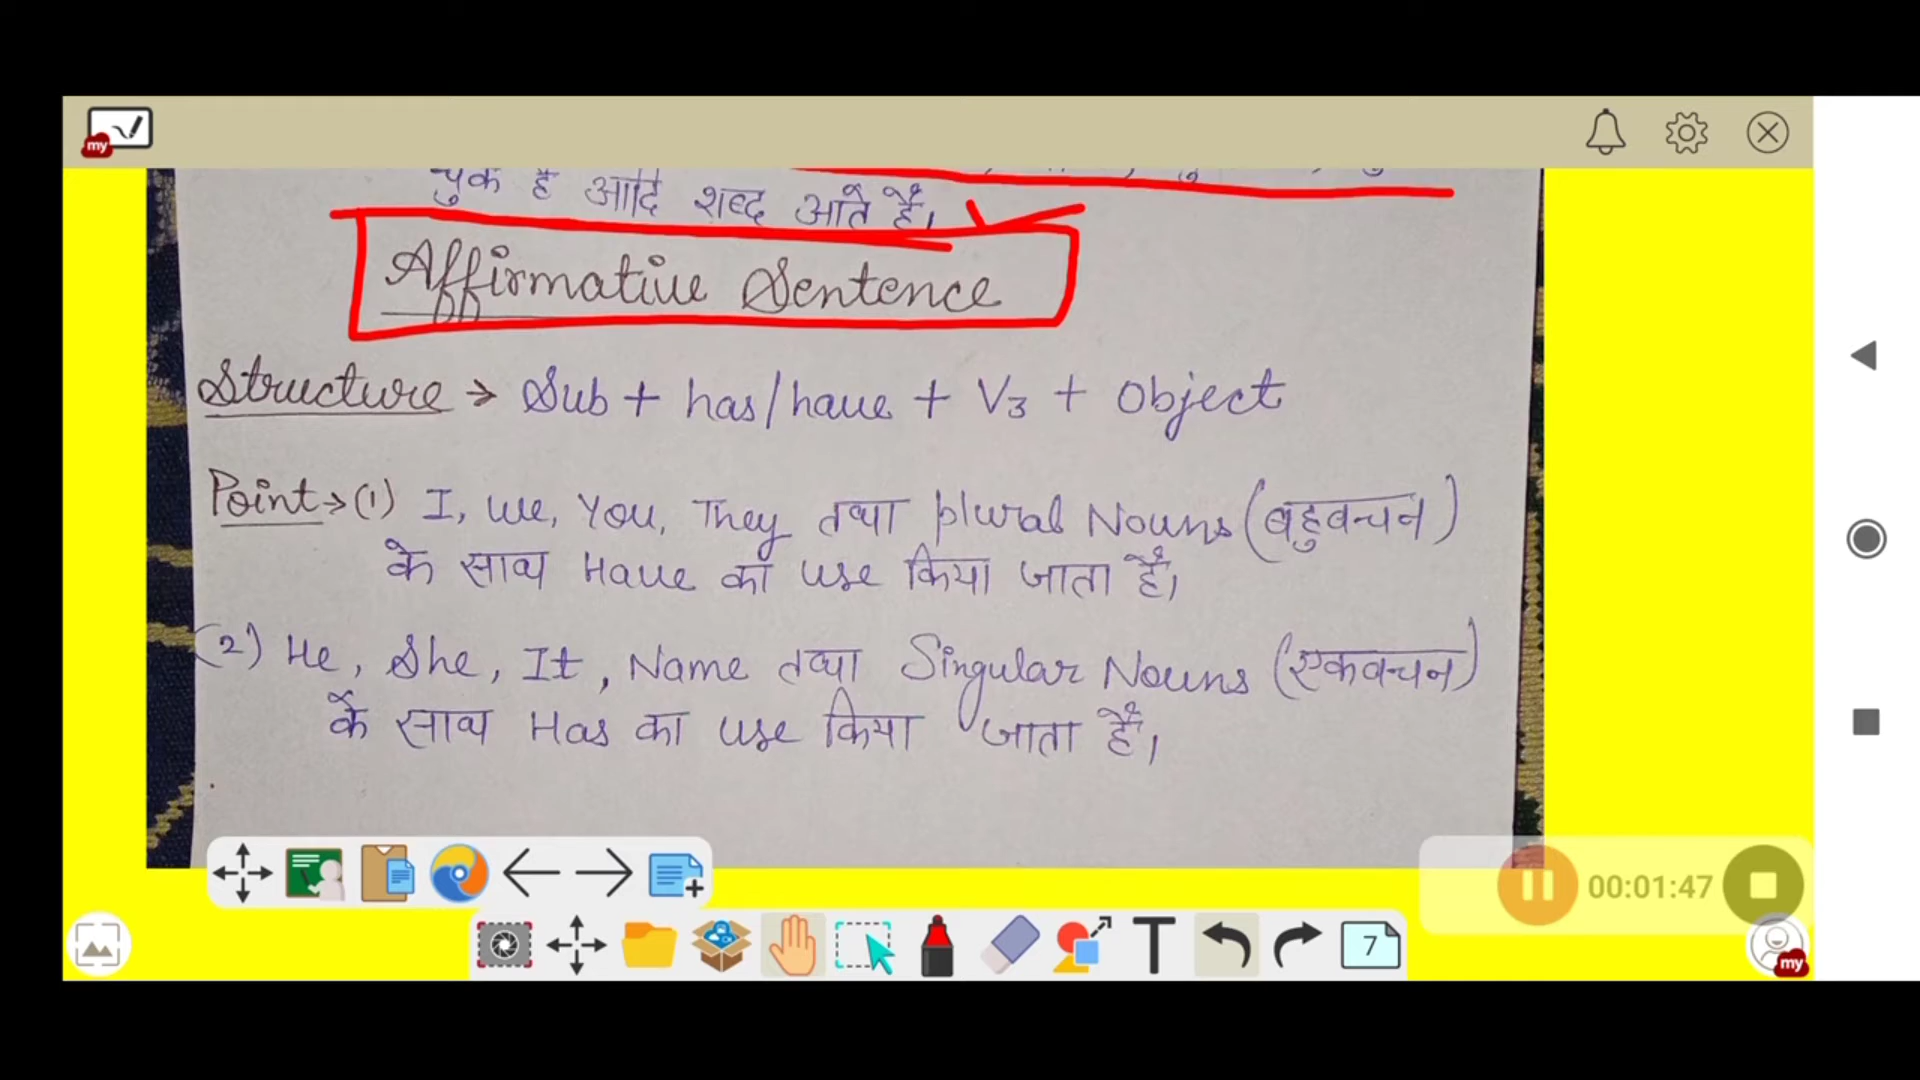 चुके हैं आदि शब्द आते हैं।
Affirmative Sentence
Structure → Sub + has/have + V3 + Object
Point → (1) I, We, You, They तथा plural Nouns (बहुवचन)
के साथ Have का use किया जाता है।
(2) He, She, It, Name तथा Singular Nouns (एकवचन)
के साथ Has का use किया जाता है।
00:01:47
7
my
my